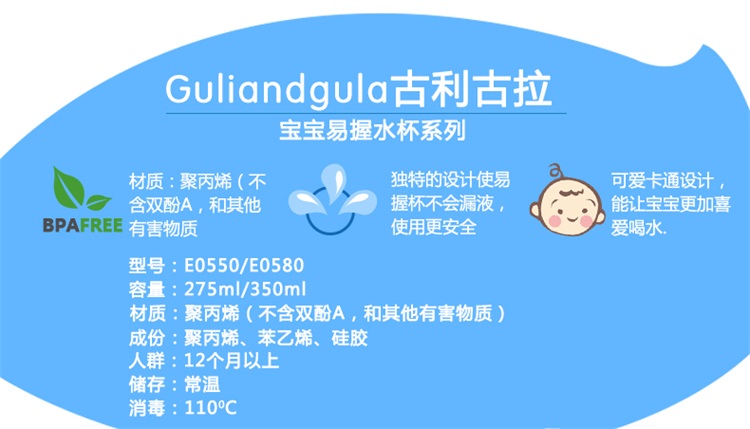 Guliandgula古利古拉
宝宝易握水杯系列
BPAFREE
材质：聚丙烯（不
含双酚A，和其他
有害物质
独特的设计使易
握杯不会漏液，
使用更安全
可爱卡通设计，
能让宝宝更加喜
爱喝水.
型号：E0550/E0580
容量：275ml/350ml
材质：聚丙烯（不含双酚A，和其他有害物质）
成份：聚丙烯、苯乙烯、硅胶
人群：12个月以上
储存：常温
消毒：110⁰C